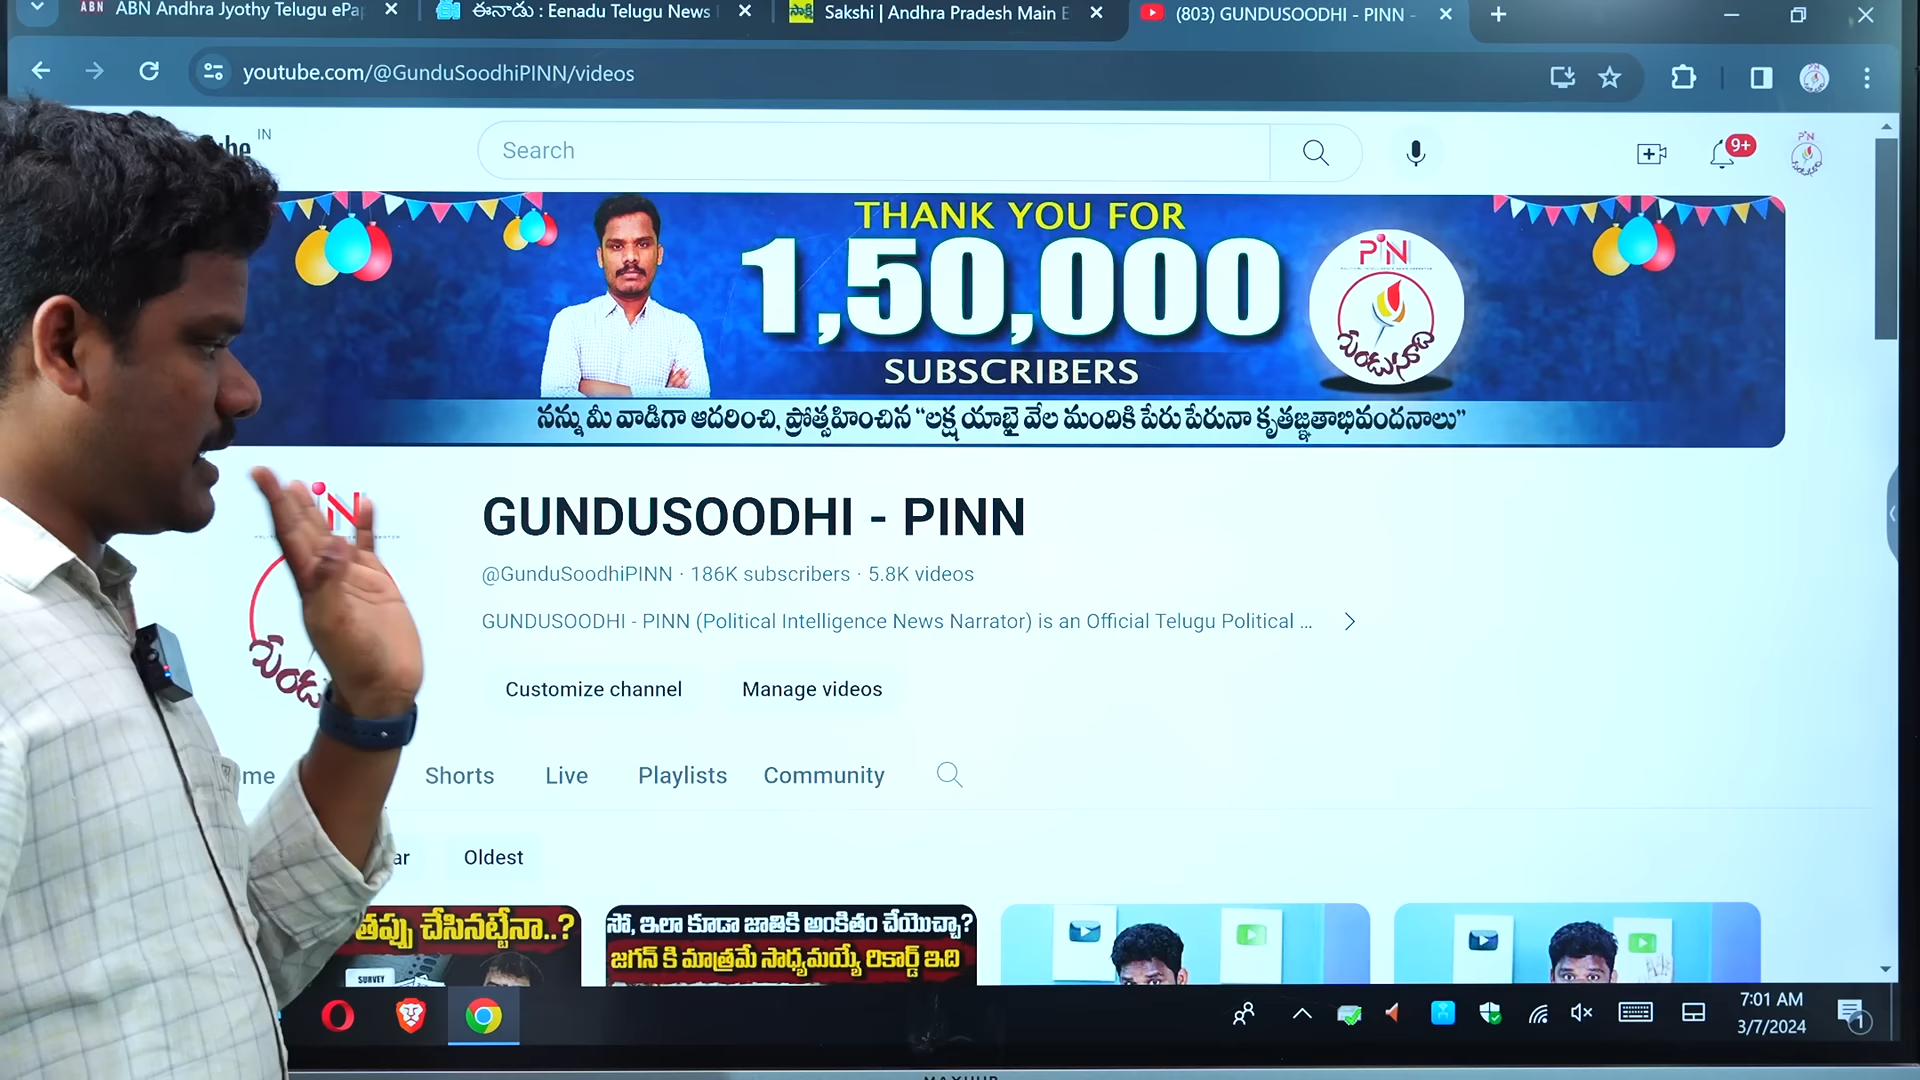 ABN ABN Andhra Jyothy Telugu ePa
ఈనాడు : Eenadu Telugu News
సాక్షి Sakshi | Andhra Pradesh Main E
(803) GUNDUSOODHI - PINN -
youtube.com/@GunduSoodhiPINN/videos
IN
Search
9+
THANK YOU FOR
1,50,000
SUBSCRIBERS
PiN
గుండుసూది
నన్ను మీ వాడిగా ఆదరించి, ప్రోత్సహించిన “లక్ష యాభై వేల మందికి పేరు పేరునా కృతజ్ఞతాభివందనాలు”
GUNDUSOODHI - PINN
@GunduSoodhiPINN · 186K subscribers · 5.8K videos
GUNDUSOODHI - PINN (Political Intelligence News Narrator) is an Official Telugu Political ...
Customize channel
Manage videos
Shorts
Live
Playlists
Community
Oldest
తప్పు చేసినట్టేనా..?
SURVEY
సో, ఇలా కూడా జాతికి అంకితం చేయొచ్చా?
జగన్ కి మాత్రమే సాధ్యమయ్యే రికార్డ్ ఇది
7:01 AM
3/7/2024
1